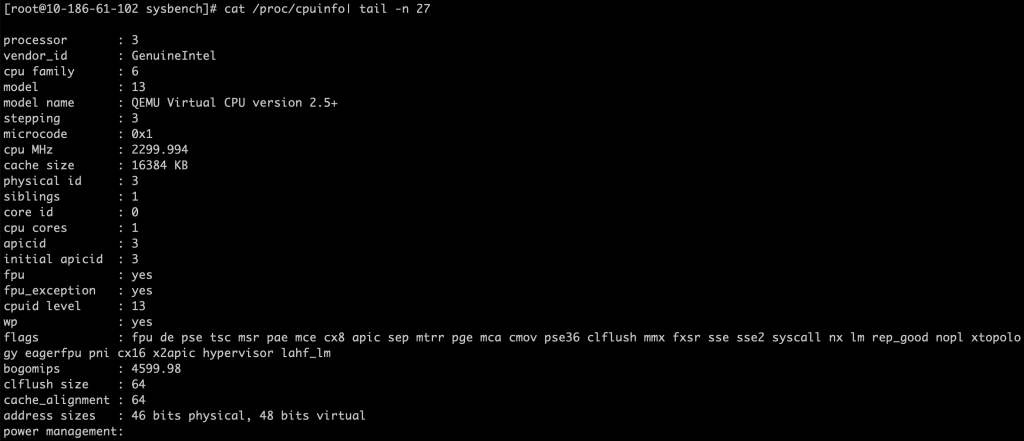 [root@10-186-61-102 sysbench]# cat /proc/cpuinfo| tail -n 27
processor : 3
vendor_id : GenuineIntel
cpu family : 6
model : 13
model name : QEMU Virtual CPU version 2.5+
stepping : 3
microcode : 0x1
cpu MHz : 2299.994
cache size : 16384 KB
physical id : 3
siblings : 1
core id : 0
cpu cores : 1
apicid : 3
initial apicid : 3
fpu : yes
fpu_exception : yes
cpuid level : 13
wp : yes
flags : fpu de pse tsc msr pae mce cx8 apic sep mtrr pge mca cmov pse36 clflush mmx fxsr sse sse2 syscall nx lm rep_good nopl xtopolo
gy eagerfpu pni cx16 x2apic hypervisor lahf_lm
bogomips : 4599.98
clflush size : 64
cache_alignment : 64
address sizes : 46 bits physical, 48 bits virtual
power management: